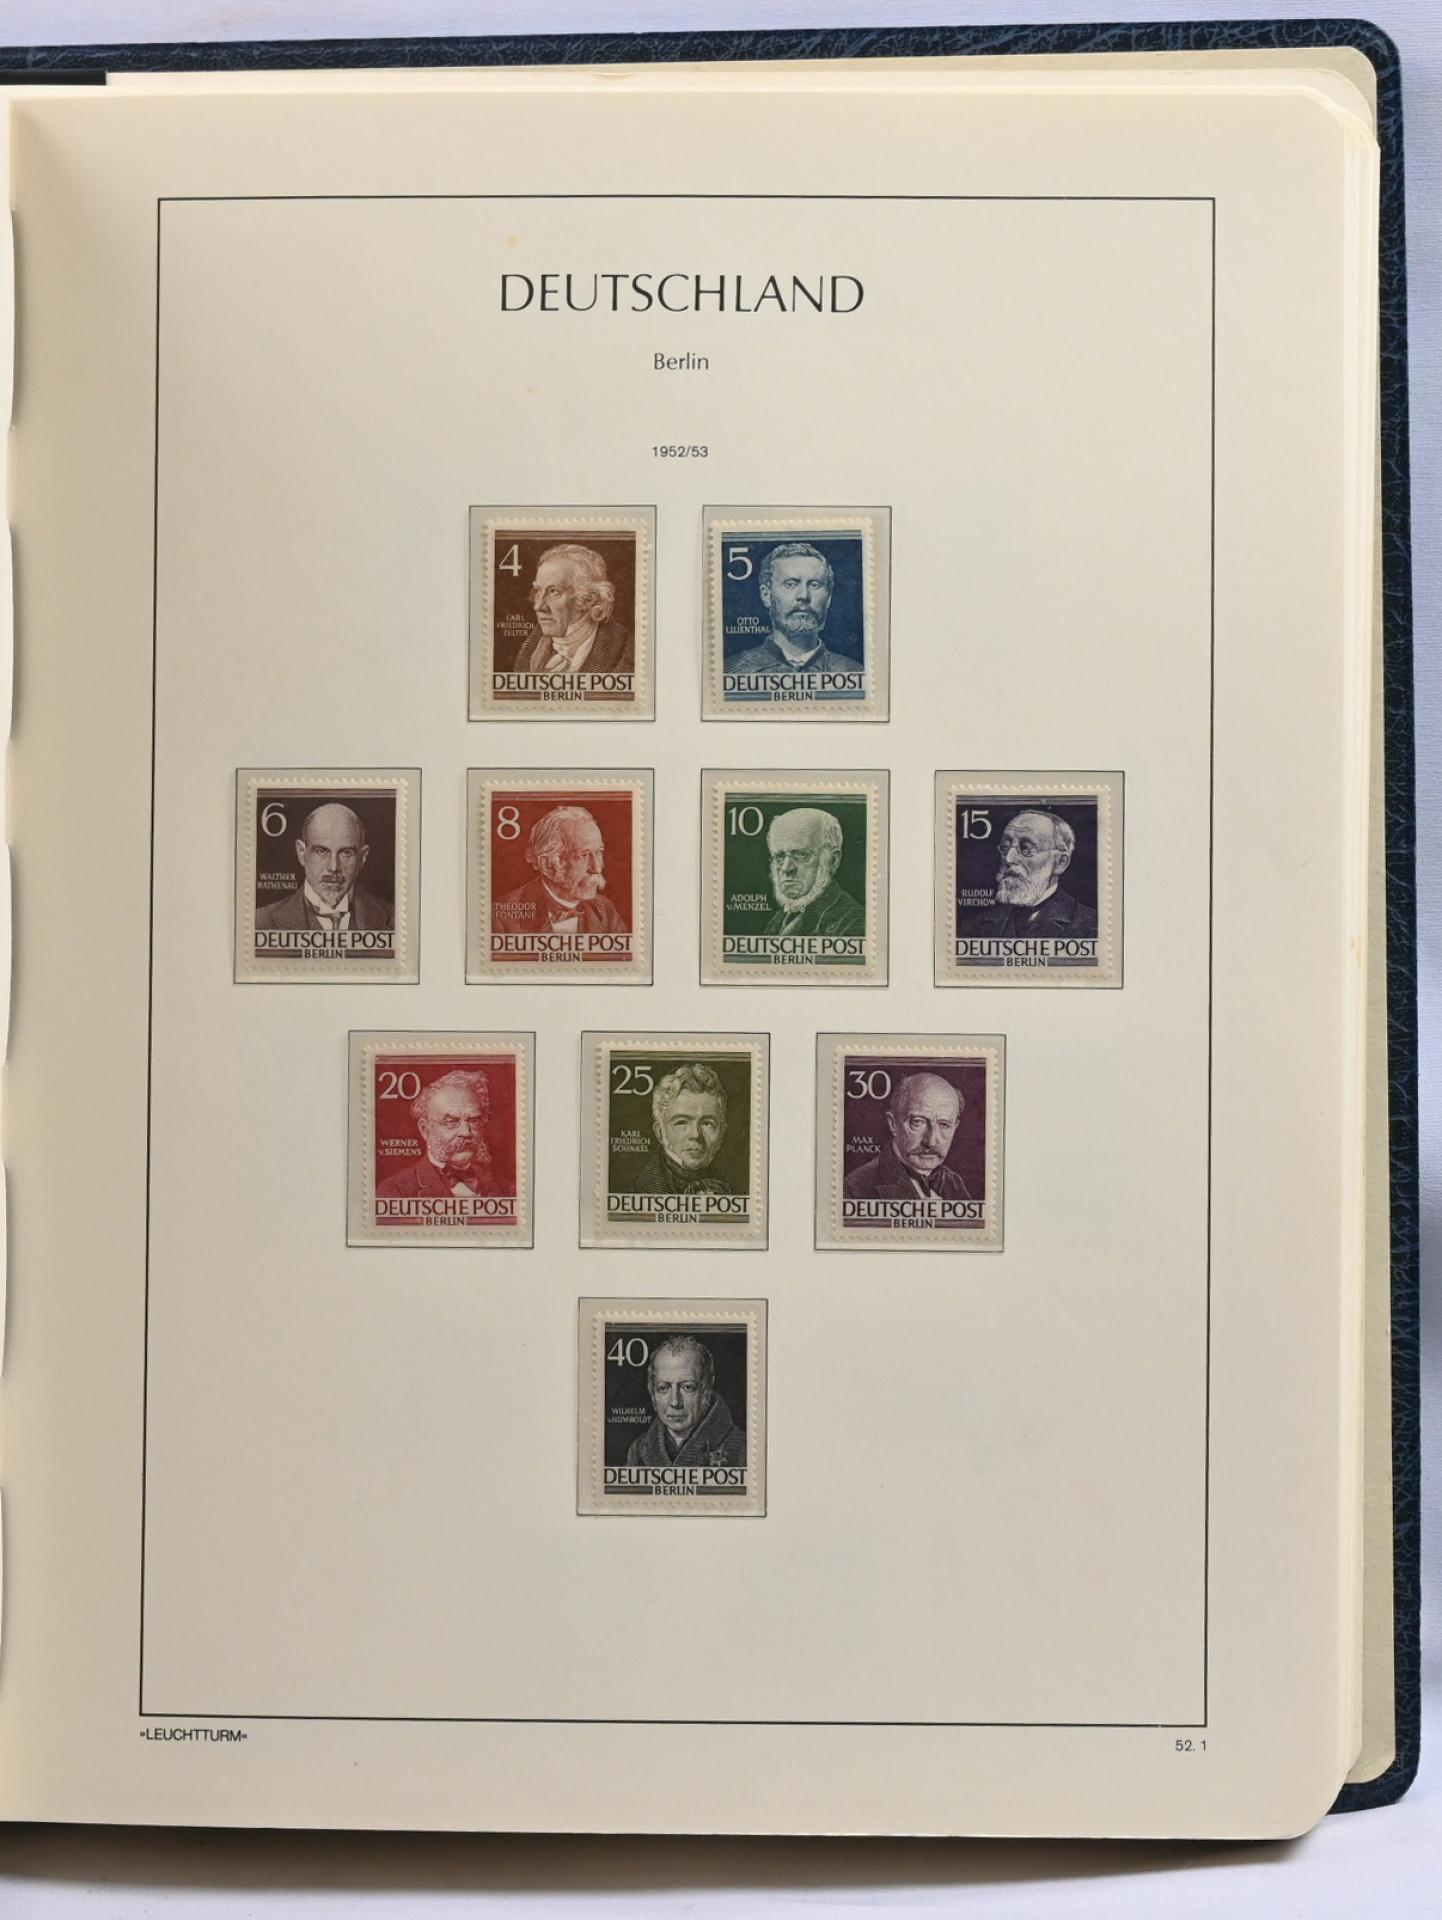 DEUTSCHLAND
Berlin
1952/53
4
CARL
FRIEDRICH
ZELTER
DEUTSCHE POST
BERLIN
5
OTTO
LILIENTHAL
DEUTSCHE POST
BERLIN
6
WALTHER
RATHENAU
DEUTSCHE POST
BERLIN
8
THEODOR
FONTANE
DEUTSCHE POST
BERLIN
10
ADOLPH
v. MENZEL
DEUTSCHE POST
BERLIN
15
RUDOLF
VIRCHOW
DEUTSCHE POST
BERLIN
20
WERNER
v. SIEMENS
DEUTSCHE POST
BERLIN
25
KARL
FRIEDRICH
SCHINKEL
DEUTSCHE POST
BERLIN
30
MAX
PLANCK
DEUTSCHE POST
BERLIN
40
WILHELM
v. HUMBOLDT
DEUTSCHE POST
BERLIN
»LEUCHTTURM«
52. 1